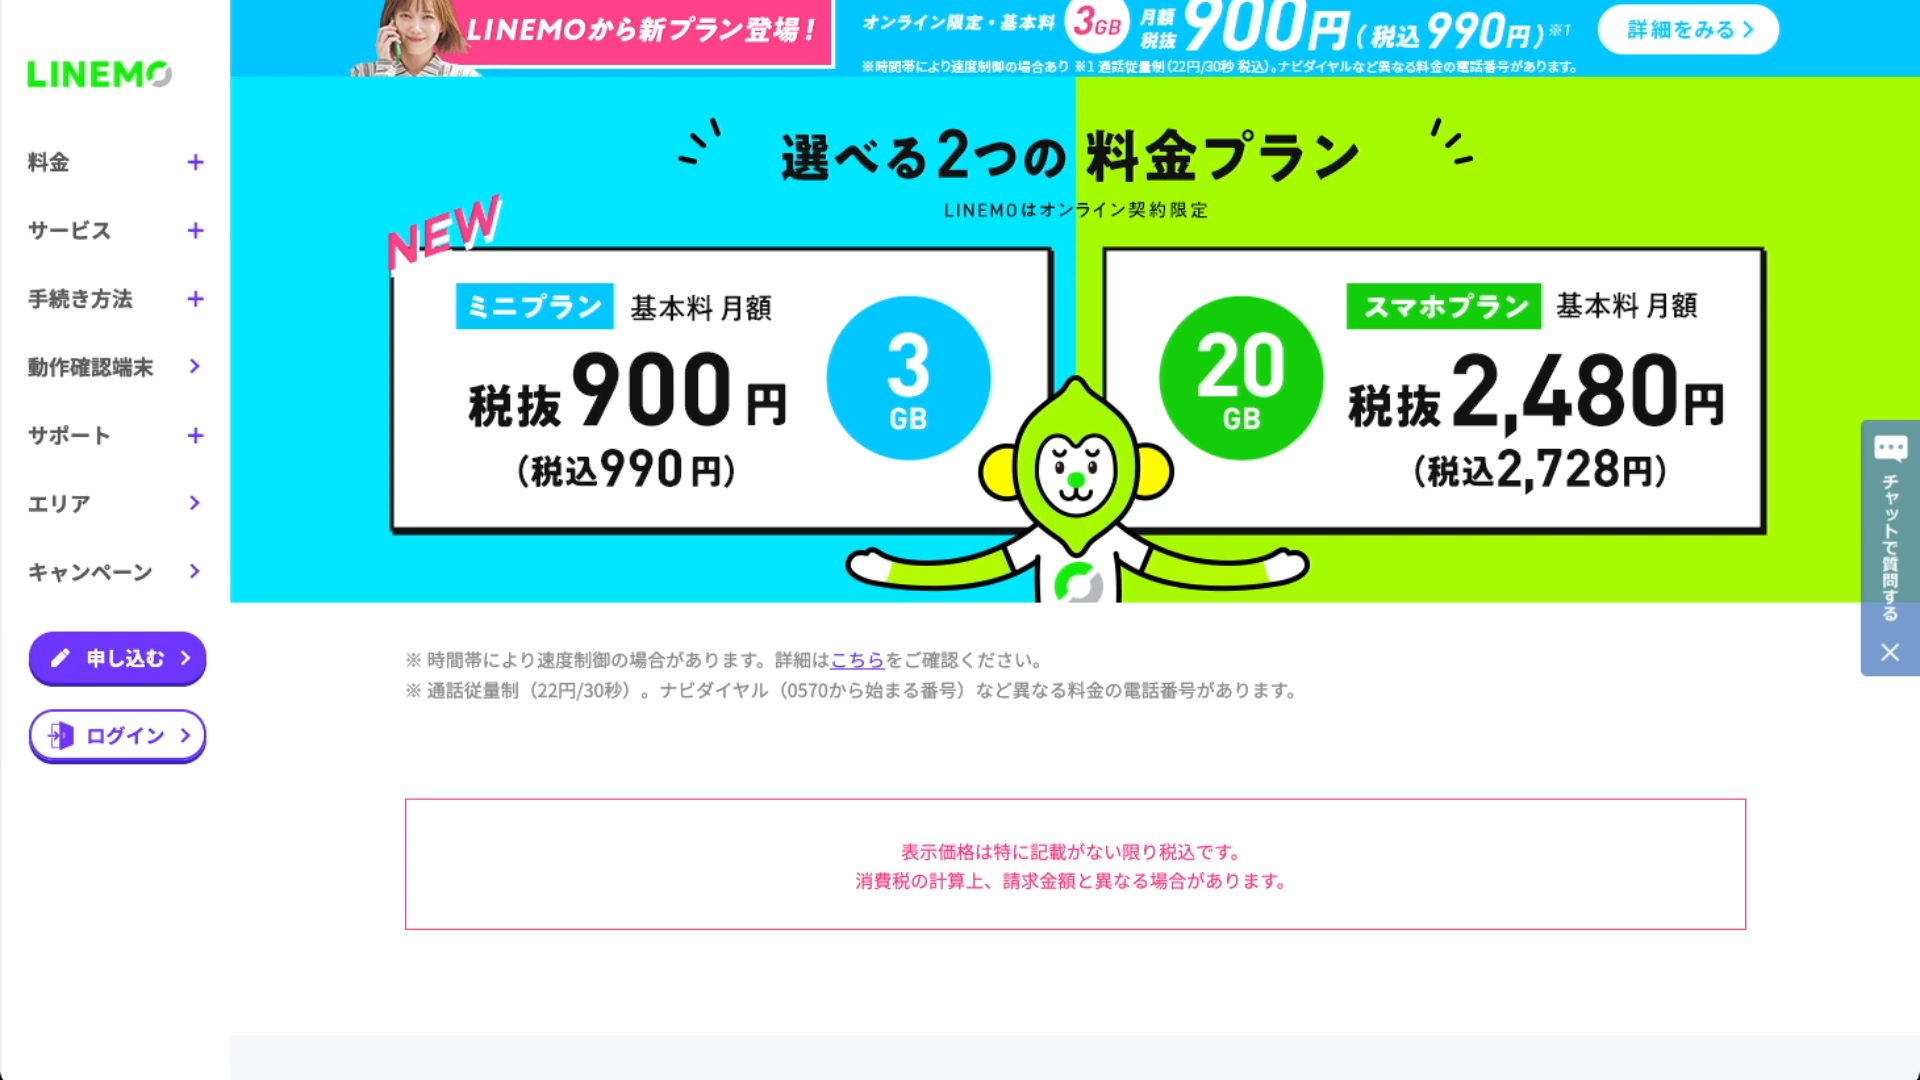 LINEMO
料金
サービス
手続き方法
動作確認端末
サポート
エリア
キャンペーン
申し込む
ログイン
LINEMOから新プラン登場!
オンライン限定・基本料 3GB 月額 税抜 900円(税込990円)※1
※時間帯により速度制御の場合あり ※1 通話従量制(22円/30秒 税込)。ナビダイヤルなど異なる料金の電話番号があります。
詳細をみる
選べる2つの 料金プラン
LINEMOはオンライン契約限定
NEW
ミニプラン 基本料 月額
税抜900円
(税込990円)
3
GB
20
GB
スマホプラン 基本料 月額
税抜2,480円
(税込2,728円)
※ 時間帯により速度制御の場合があります。詳細はこちらをご確認ください。
※ 通話従量制(22円/30秒)。ナビダイヤル(0570から始まる番号)など異なる料金の電話番号があります。
表示価格は特に記載がない限り税込です。
消費税の計算上、請求金額と異なる場合があります。
チャットで質問する